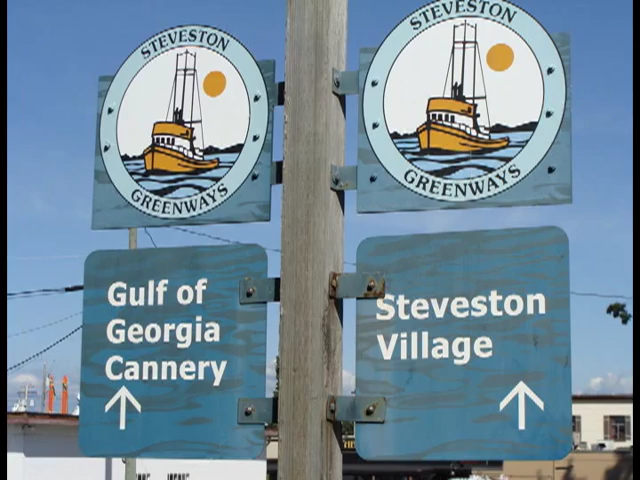 STEVESTON
GREENWAYS
Gulf of
Georgia
Cannery
STEVESTON
GREENWAYS
Steveston
Village